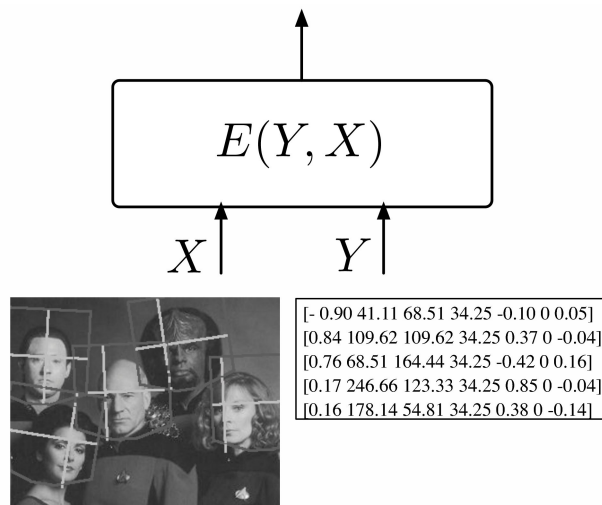 E(Y, X)
X
Y
[- 0.90 41.11 68.51 34.25 -0.10 0 0.05]
[0.84 109.62 109.62 34.25 0.37 0 -0.04]
[0.76 68.51 164.44 34.25 -0.42 0 0.16]
[0.17 246.66 123.33 34.25 0.85 0 -0.04]
[0.16 178.14 54.81 34.25 0.38 0 -0.14]